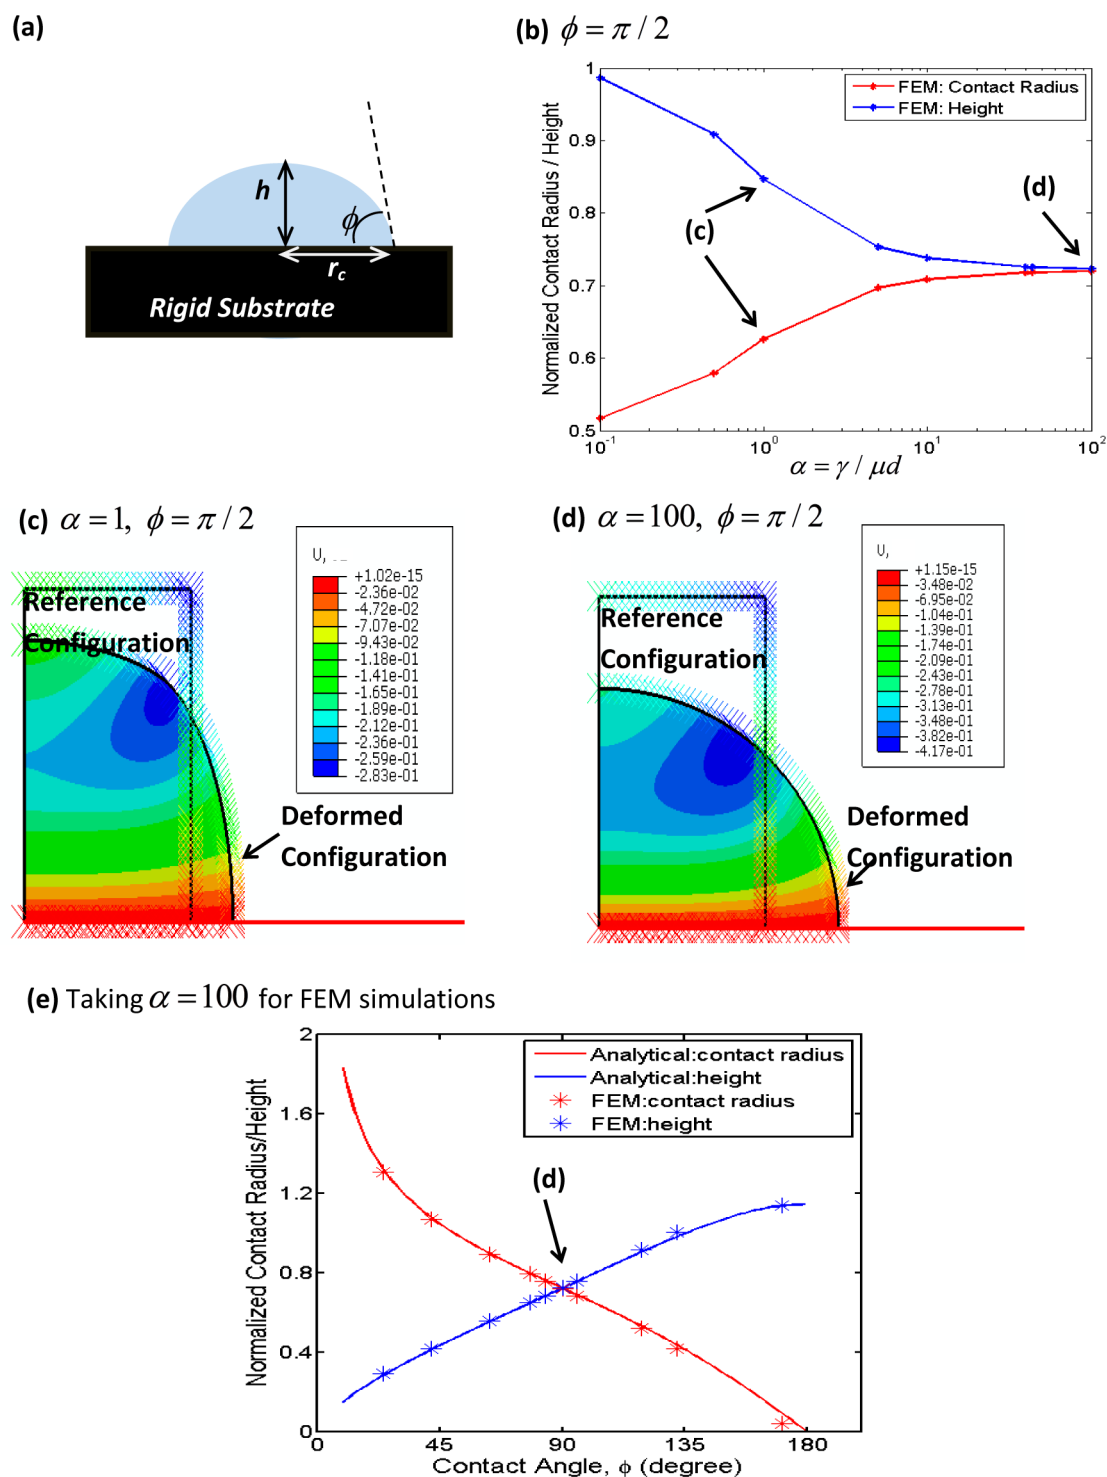 (a)
h
ϕ
r_c
Rigid Substrate
(b) ϕ = π / 2
FEM: Contact Radius
FEM: Height
Normalized Contact Radius / Height
1
0.9
0.8
0.7
0.6
0.5
(c)
(d)
10^-1
10^0
10^1
10^2
α = γ / μd
(c) α = 1, ϕ = π / 2
U,
+1.02e-15
-2.36e-02
-4.72e-02
-7.07e-02
-9.43e-02
-1.18e-01
-1.41e-01
-1.65e-01
-1.89e-01
-2.12e-01
-2.36e-01
-2.59e-01
-2.83e-01
Reference
Configuration
Deformed
Configuration
(d) α = 100, ϕ = π / 2
U,
+1.15e-15
-3.48e-02
-6.95e-02
-1.04e-01
-1.39e-01
-1.74e-01
-2.09e-01
-2.43e-01
-2.78e-01
-3.13e-01
-3.48e-01
-3.82e-01
-4.17e-01
Reference
Configuration
Deformed
Configuration
(e) Taking α = 100 for FEM simulations
Analytical:contact radius
Analytical:height
FEM:contact radius
FEM:height
Normalized Contact Radius/Height
2
1.6
1.2
0.8
0.4
0
(d)
0
45
90
135
180
Contact Angle, ϕ (degree)